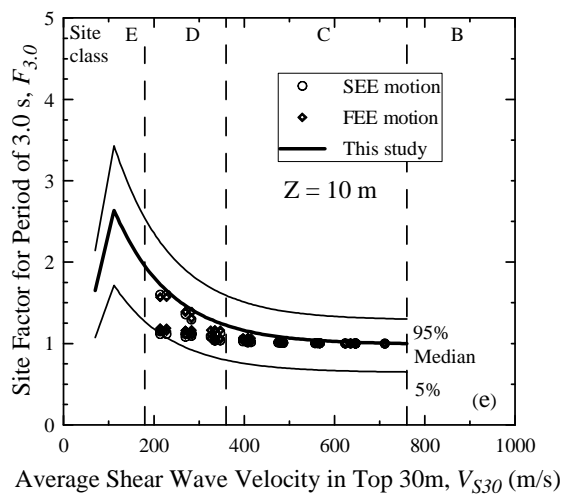 5
4
3
2
1
0
Site Factor for Period of 3.0 s, F3.0
Site
class
E
D
C
B
SEE motion
FEE motion
This study
Z = 10 m
95%
Median
5%
(e)
0
200
400
600
800
1000
Average Shear Wave Velocity in Top 30m, VS30 (m/s)